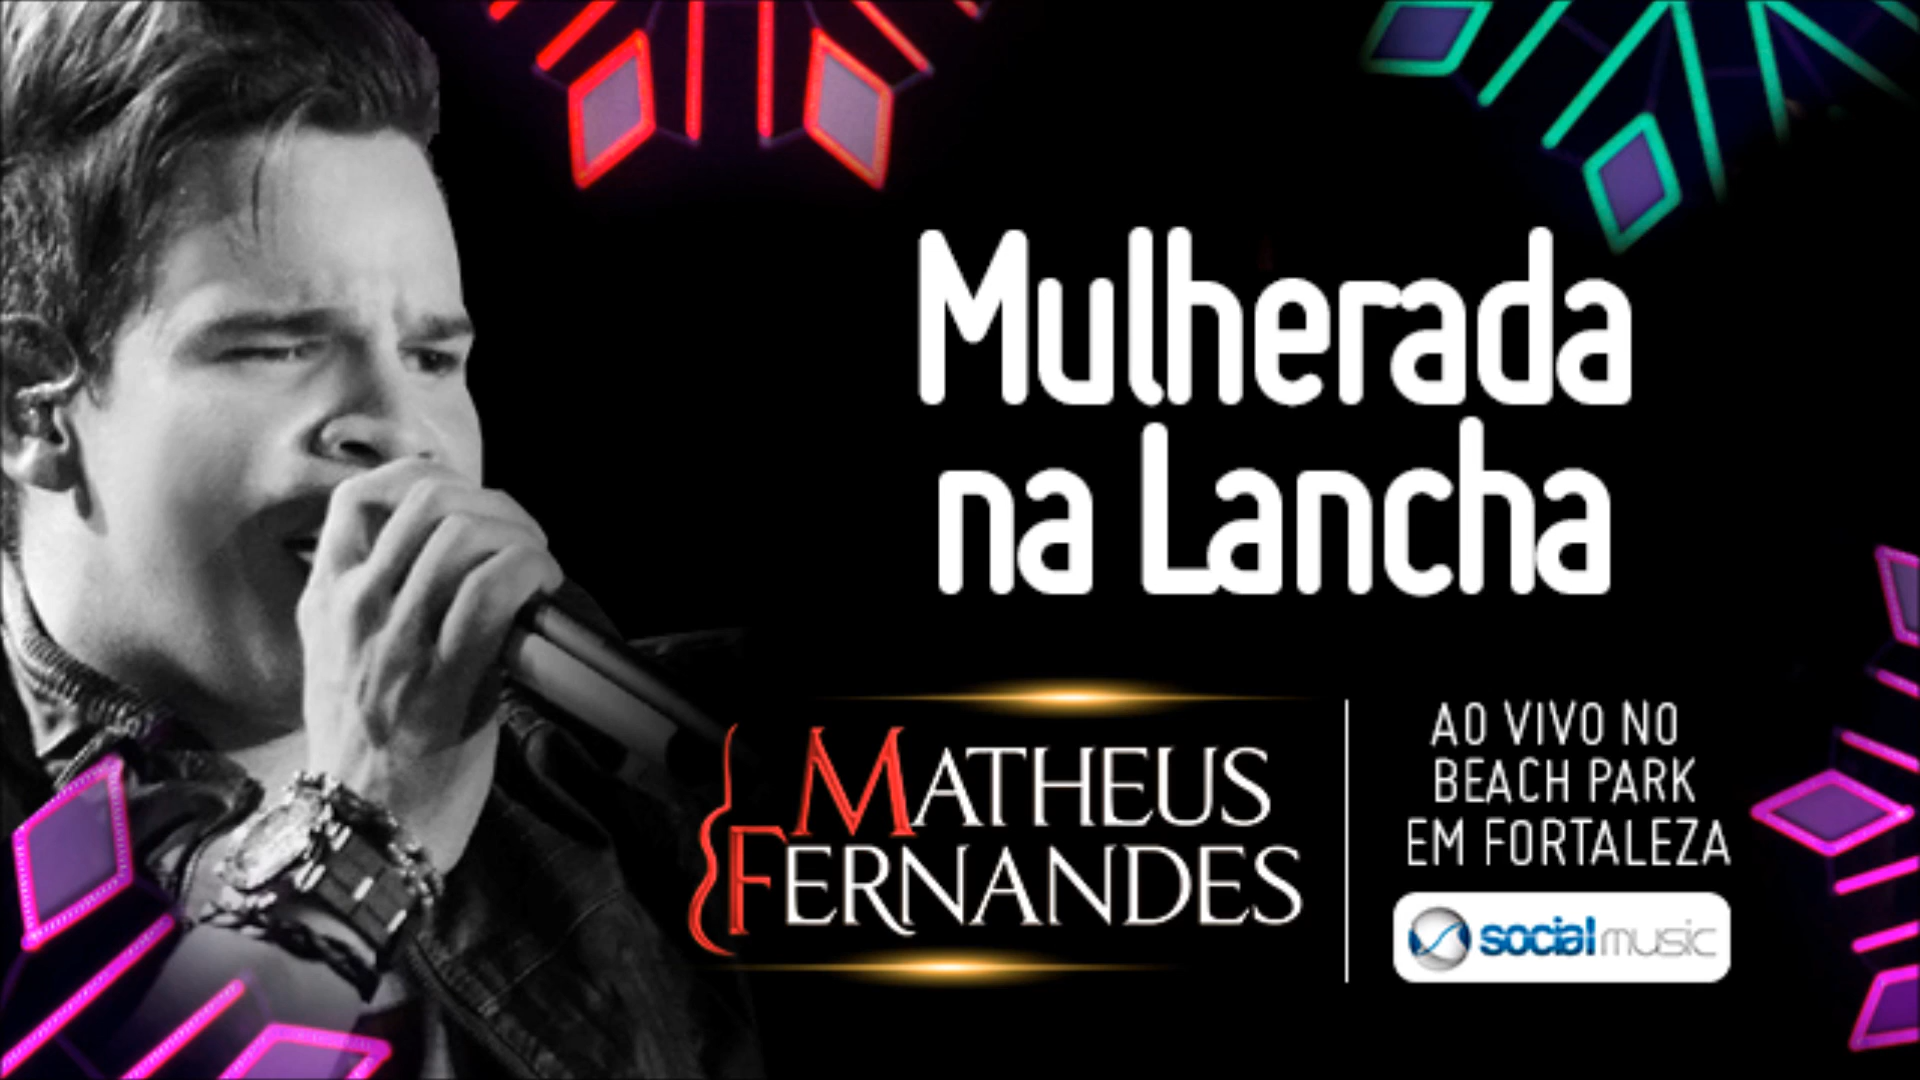 Mulherada
na Lancha
MATHEUS
FERNANDES
AO VIVO NO
BEACH PARK
EM FORTALEZA
social music